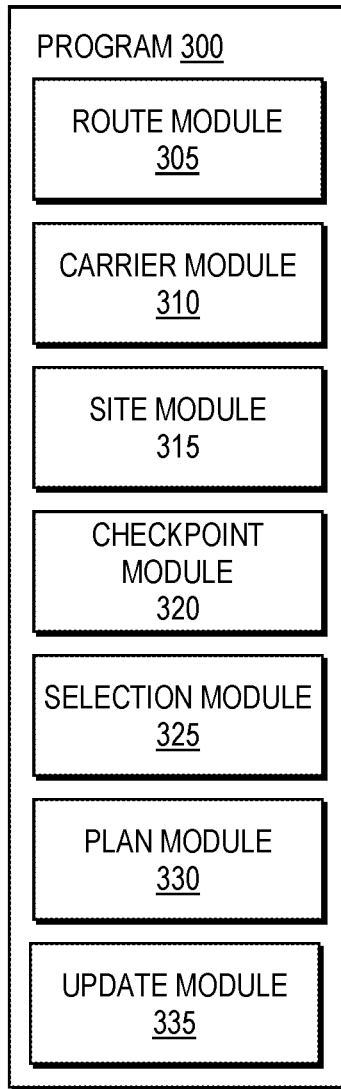 PROGRAM 300
ROUTE MODULE
305
CARRIER MODULE
310
SITE MODULE
315
CHECKPOINT
MODULE
320
SELECTION MODULE
325
PLAN MODULE
330
UPDATE MODULE
335